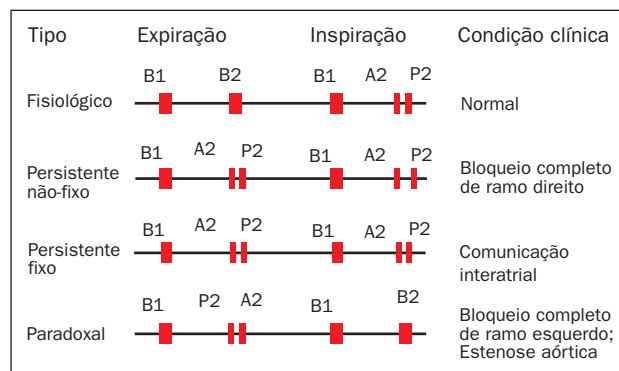 Tipo Expiração Inspiração Condição clínica
B1 B2 B1 A2 P2
Fisiológico Normal
B1 A2 P2 B1 A2 P2
Persistente não-fixo Bloqueio completo de ramo direito
B1 A2 P2 B1 A2 P2
Persistente fixo Comunicação interatrial
B1 P2 A2 B1 B2
Paradoxal Bloqueio completo de ramo esquerdo; Estenose aórtica